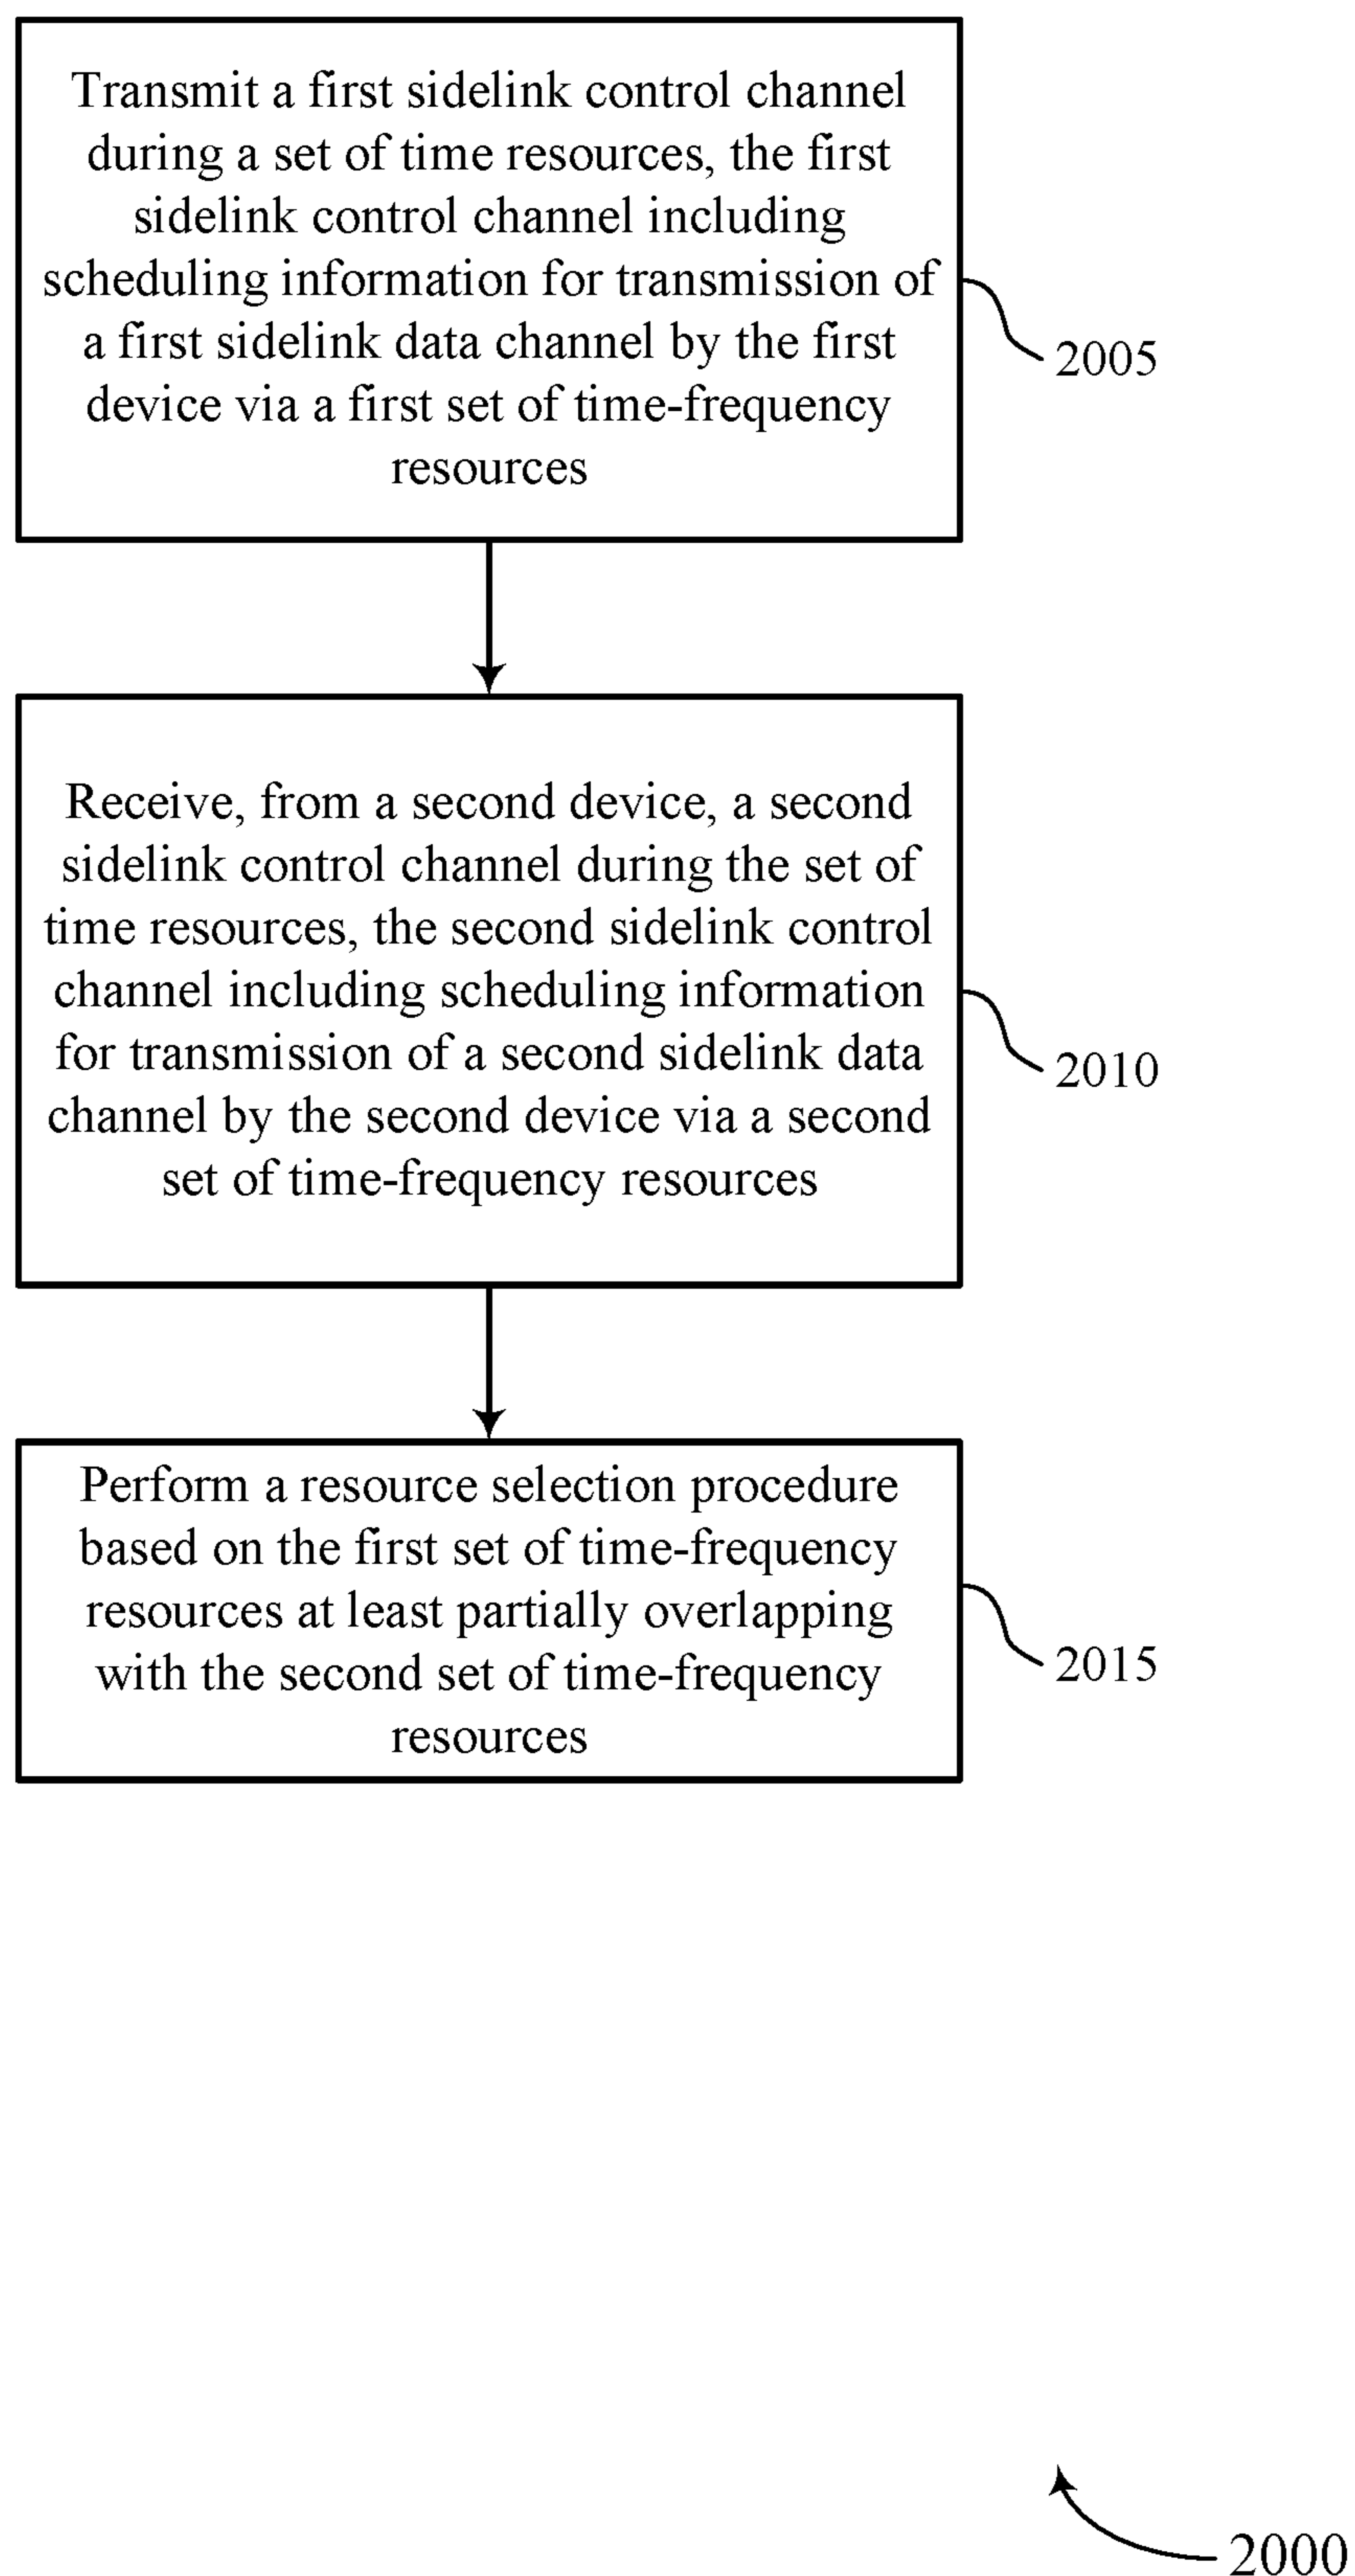 Transmit a first sidelink control channel
during a set of time resources, the first
sidelink control channel including
scheduling information for transmission of
a first sidelink data channel by the first
device via a first set of time-frequency
resources
2005
Receive, from a second device, a second
sidelink control channel during the set of
time resources, the second sidelink control
channel including scheduling information
for transmission of a second sidelink data
channel by the second device via a second
set of time-frequency resources
2010
Perform a resource selection procedure
based on the first set of time-frequency
resources at least partially overlapping
with the second set of time-frequency
resources
2015
2000